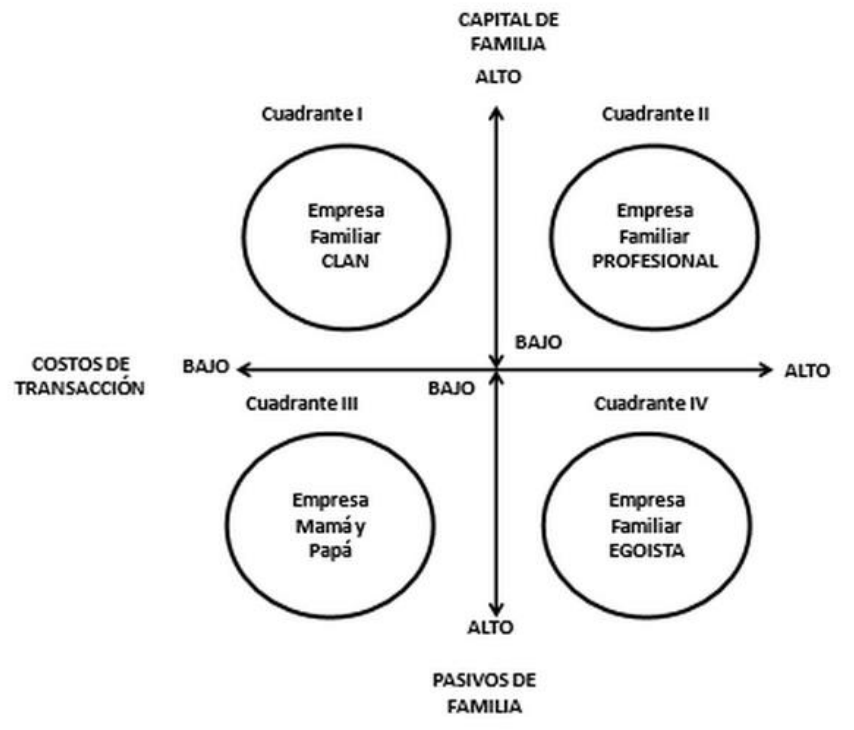 CAPITAL DE
FAMILIA
ALTO
Cuadrante I
Cuadrante II
Empresa
Familiar
CLAN
Empresa
Familiar
PROFESIONAL
BAJO
COSTOS DE
TRANSACCIÓN
BAJO
ALTO
BAJO
Cuadrante III
Cuadrante IV
Empresa
Mamá y
Papá
Empresa
Familiar
EGOISTA
ALTO
PASIVOS DE
FAMILIA